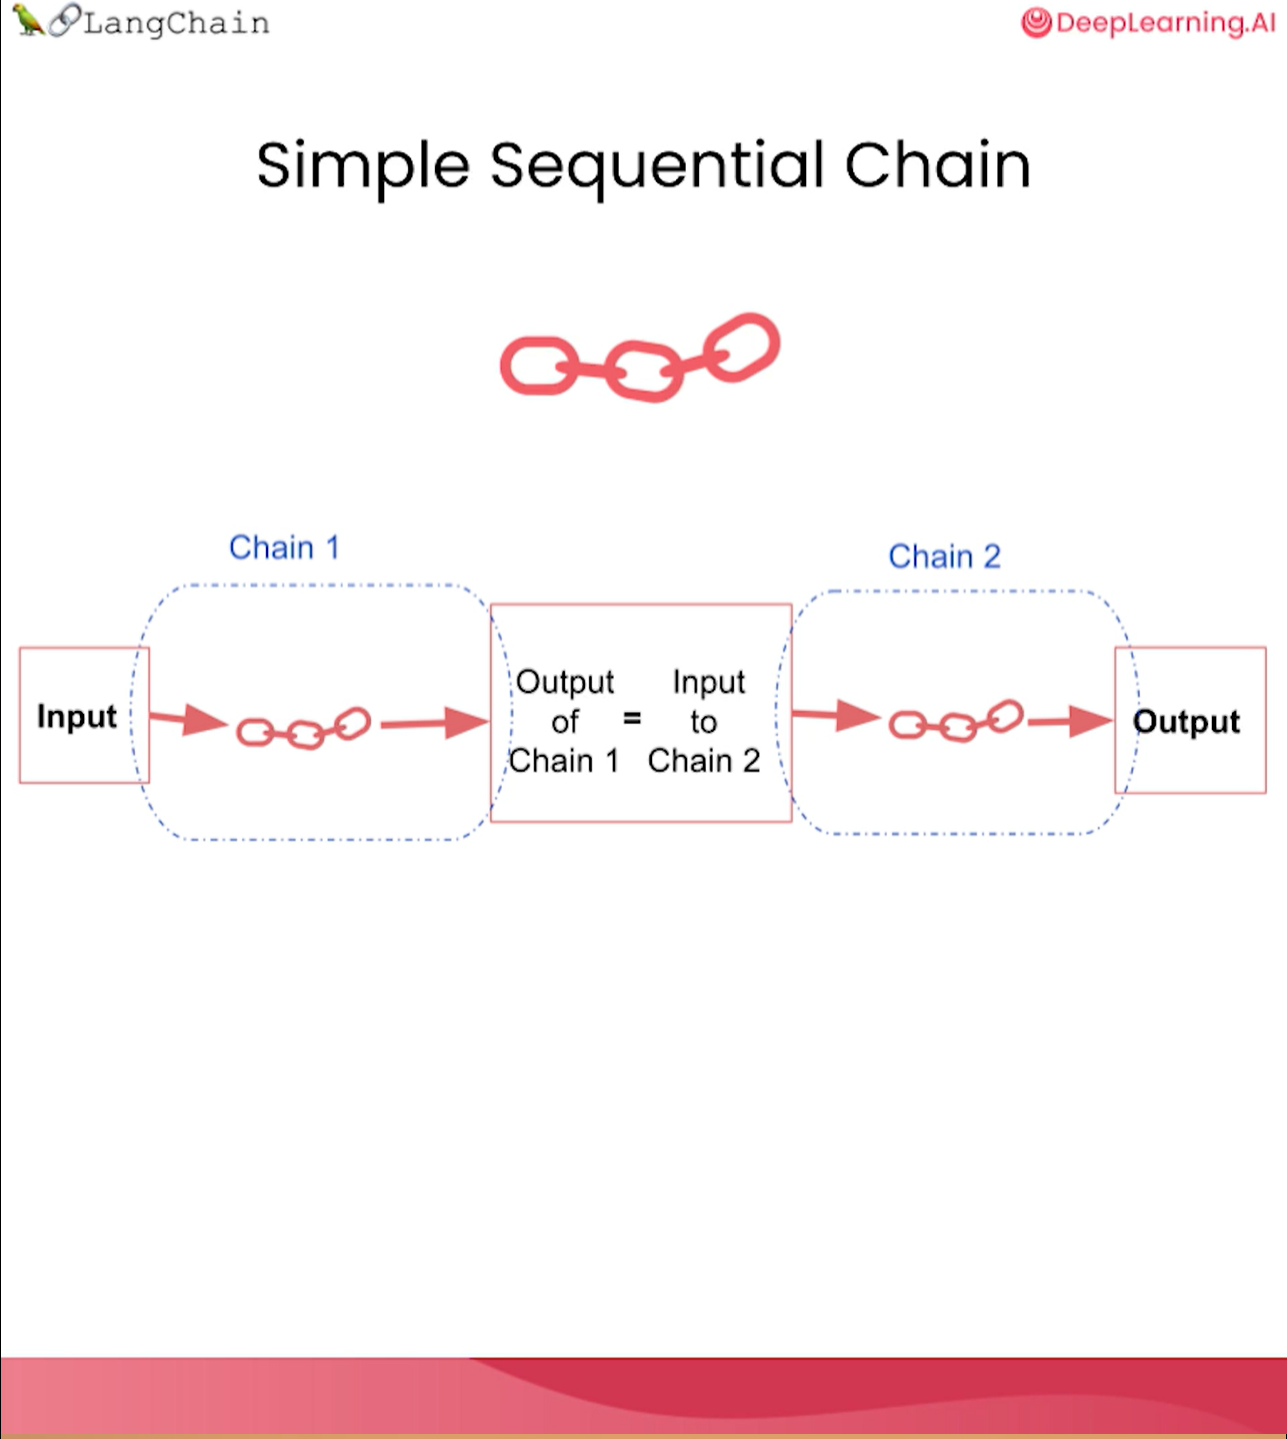 LangChain
DeepLearning.AI
Simple Sequential Chain
Chain 1
Chain 2
Input
Output
of
Chain 1
=
Input
to
Chain 2
Output